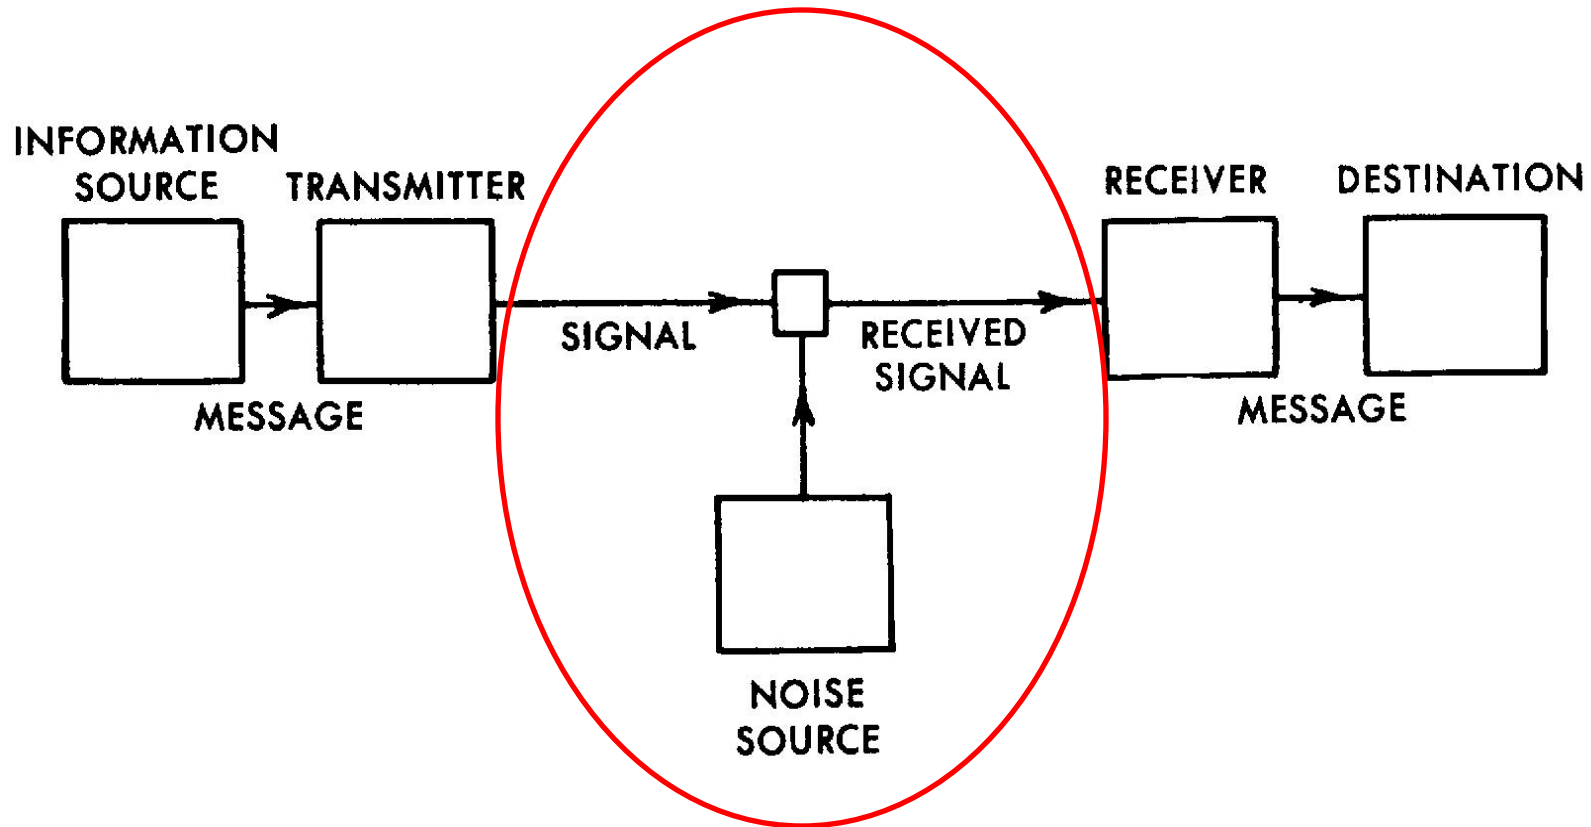 INFORMATION
SOURCE
TRANSMITTER
RECEIVER
DESTINATION
SIGNAL
RECEIVED
SIGNAL
MESSAGE
MESSAGE
NOISE
SOURCE